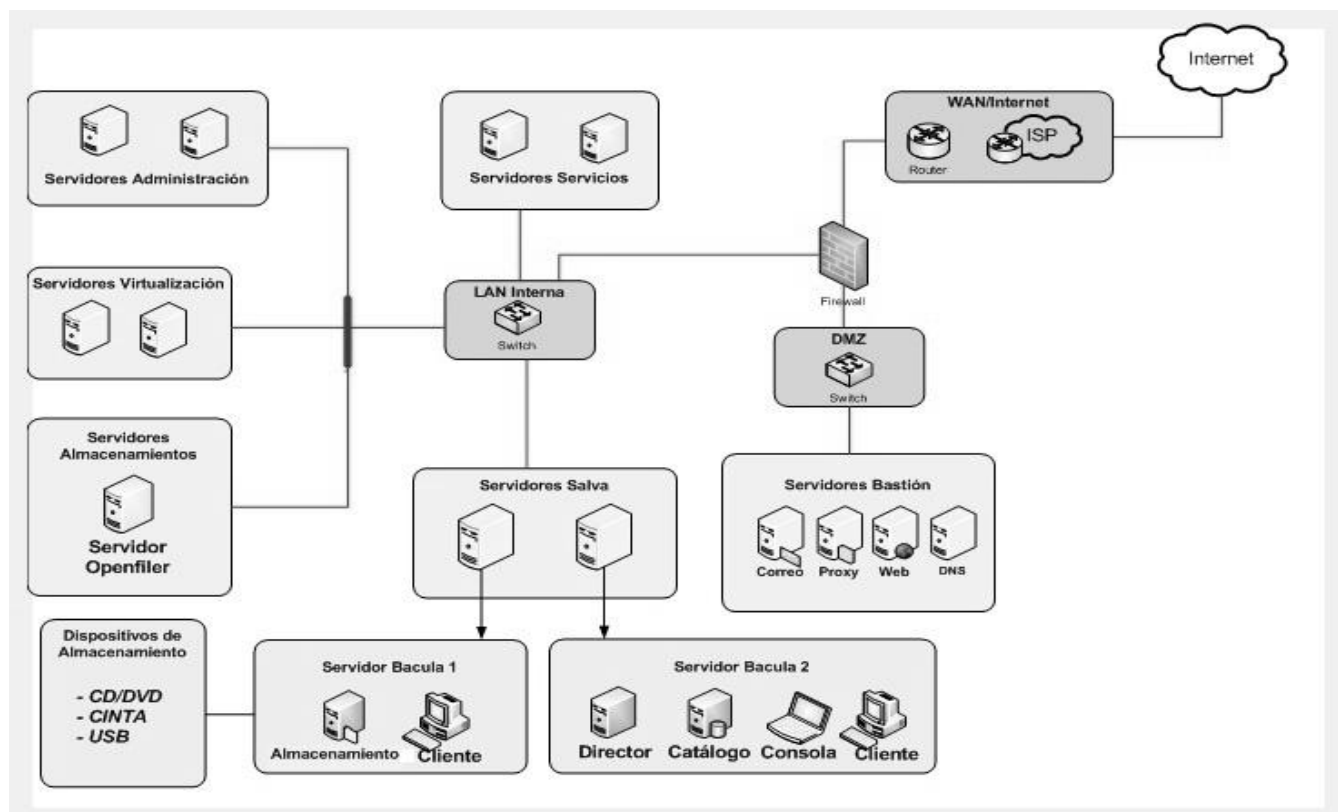 Internet
WAN/Internet
ISP
Router
Servidores Administración
Servidores Servicios
Servidores Virtualización
LAN Interna
Switch
Firewall
DMZ
Switch
Servidores
Almacenamientos
Servidor
Openfiler
Servidores Salva
Servidores Bastión
Correo
Proxy
Web
DNS
Dispositivos de
Almacenamiento
- CD/DVD
- CINTA
- USB
Servidor Bacula 1
Almacenamiento
Cliente
Servidor Bacula 2
Director
Catálogo
Consola
Cliente